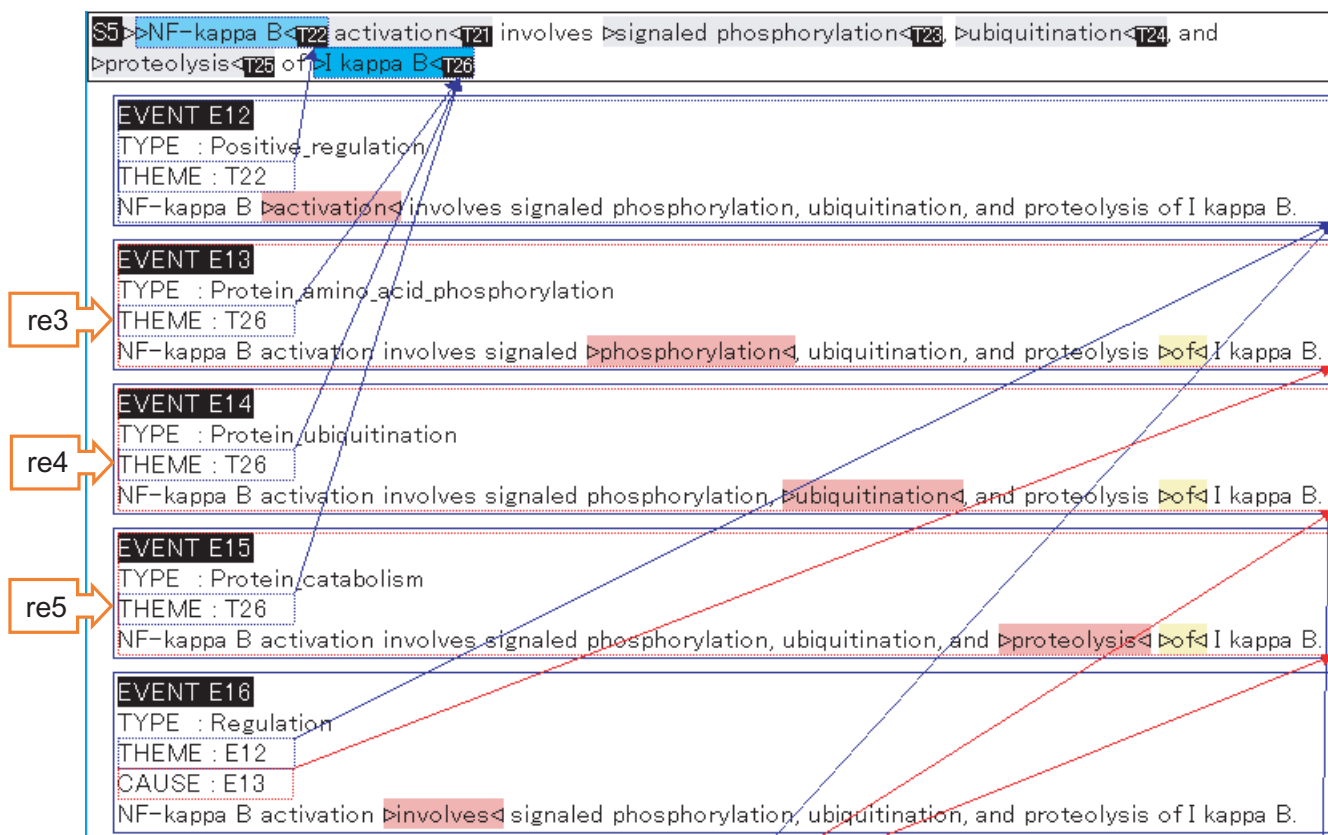 S5▷▷NF-kappa B◁T22 activation◁T21 involves ▷signaled phosphorylation◁T23, ▷ubiquitination◁T24, and
▷proteolysis◁T25 of ▷I kappa B◁T26
EVENT E12
TYPE : Positive_regulation
THEME : T22
NF-kappa B ▷activation◁ involves signaled phosphorylation, ubiquitination, and proteolysis of I kappa B.
EVENT E13
TYPE : Protein_amino_acid_phosphorylation
re3
THEME : T26
NF-kappa B activation involves signaled ▷phosphorylation◁, ubiquitination, and proteolysis ▷of◁ I kappa B.
EVENT E14
TYPE : Protein_ubiquitination
re4
THEME : T26
NF-kappa B activation involves signaled phosphorylation, ▷ubiquitination◁, and proteolysis ▷of◁ I kappa B.
EVENT E15
TYPE : Protein_catabolism
re5
THEME : T26
NF-kappa B activation involves signaled phosphorylation, ubiquitination, and ▷proteolysis◁ ▷of◁ I kappa B.
EVENT E16
TYPE : Regulation
THEME : E12
CAUSE : E13
NF-kappa B activation ▷involves◁ signaled phosphorylation, ubiquitination, and proteolysis of I kappa B.